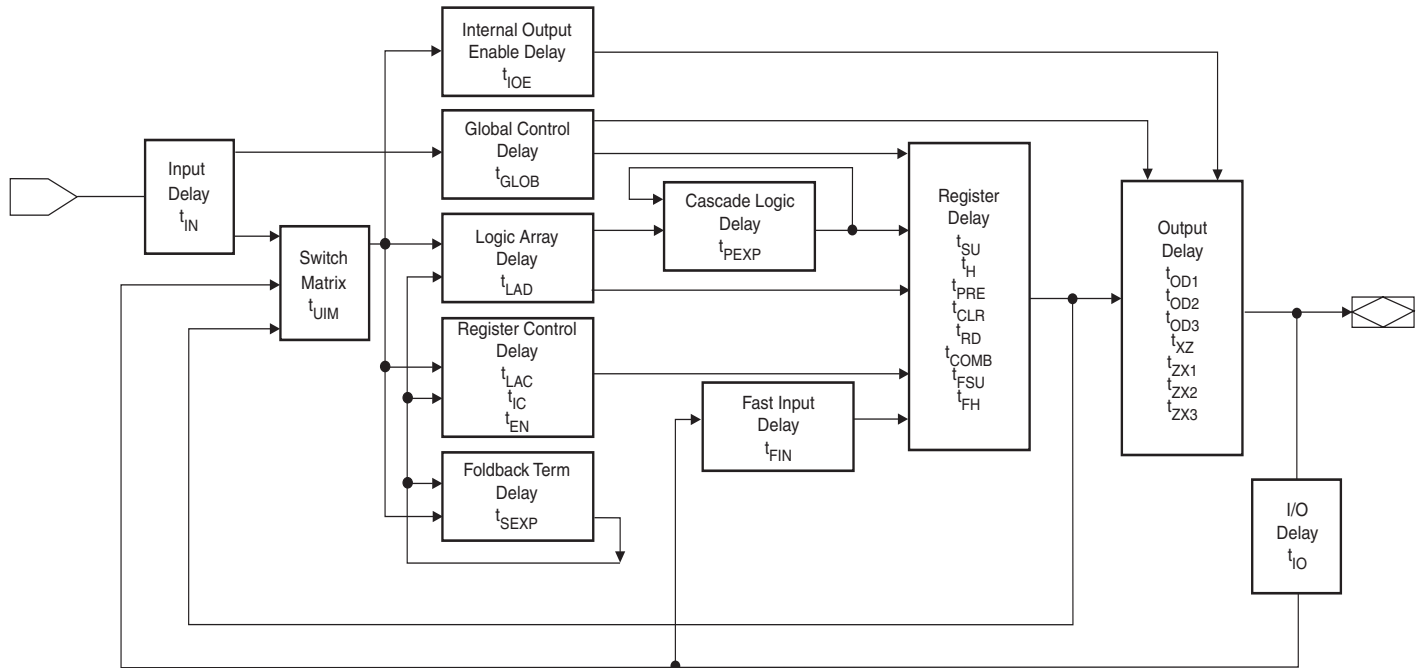 Internal Output
Enable Delay
tIOE
Global Control
Delay
tGLOB
Input
Delay
tIN
Switch
Matrix
tUIM
Logic Array
Delay
tLAD
Cascade Logic
Delay
tPEXP
Register Control
Delay
tLAC
tIC
tEN
Foldback Term
Delay
tSEXP
Fast Input
Delay
tFIN
Register
Delay
tSU
tH
tPRE
tCLR
tRD
tCOMB
tFSU
tFH
Output
Delay
tOD1
tOD2
tOD3
tXZ
tZX1
tZX2
tZX3
I/O
Delay
tIO